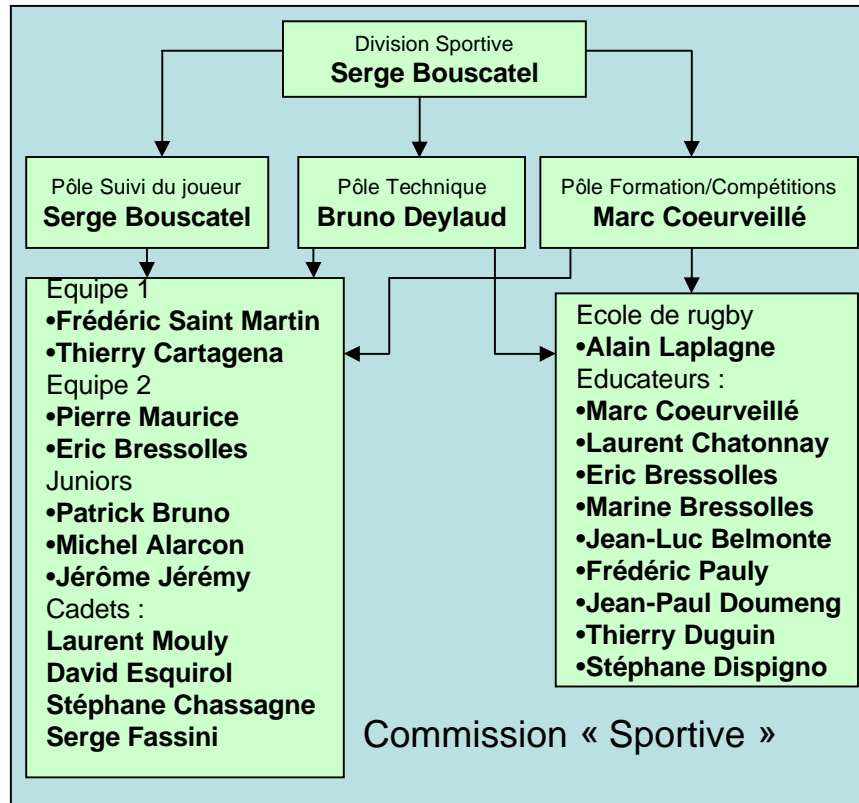 Division Sportive
Serge Bouscatel
Pôle Suivi du joueur
Serge Bouscatel
Pôle Technique
Bruno Deylaud
Pôle Formation/Compétitions
Marc Coeurveillé
Equipe 1
•Frédéric Saint Martin
•Thierry Cartagena
Equipe 2
•Pierre Maurice
•Eric Bressolles
Juniors
•Patrick Bruno
•Michel Alarcon
•Jérôme Jérémy
Cadets :
Laurent Mouly
David Esquirol
Stéphane Chassagne
Serge Fassini
Ecole de rugby
•Alain Laplagne
Educateurs :
•Marc Coeurveillé
•Laurent Chatonnay
•Eric Bressolles
•Marine Bressolles
•Jean-Luc Belmonte
•Frédéric Pauly
•Jean-Paul Doumeng
•Thierry Duguin
•Stéphane Dispigno
Commission « Sportive »